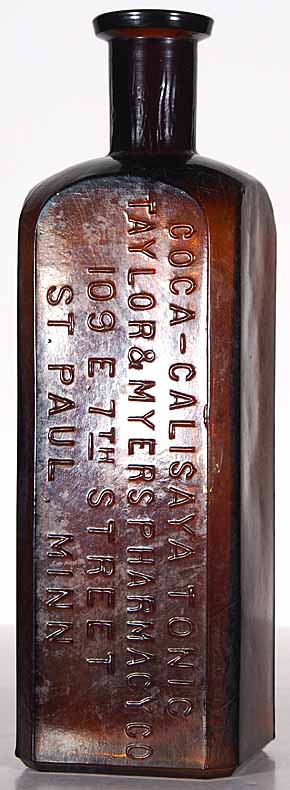 COCA-CALISAYA TONIC
TAYLOR & MYERS PHARMACY CO
109 E. 7TH STREET
ST PAUL MINN